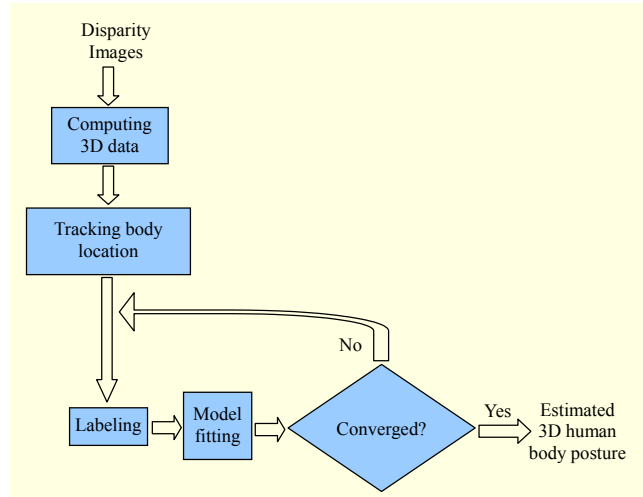 Disparity
Images
Computing
3D data
Tracking body
location
No
Labeling
Model
fitting
Converged?
Yes
Estimated
3D human
body posture